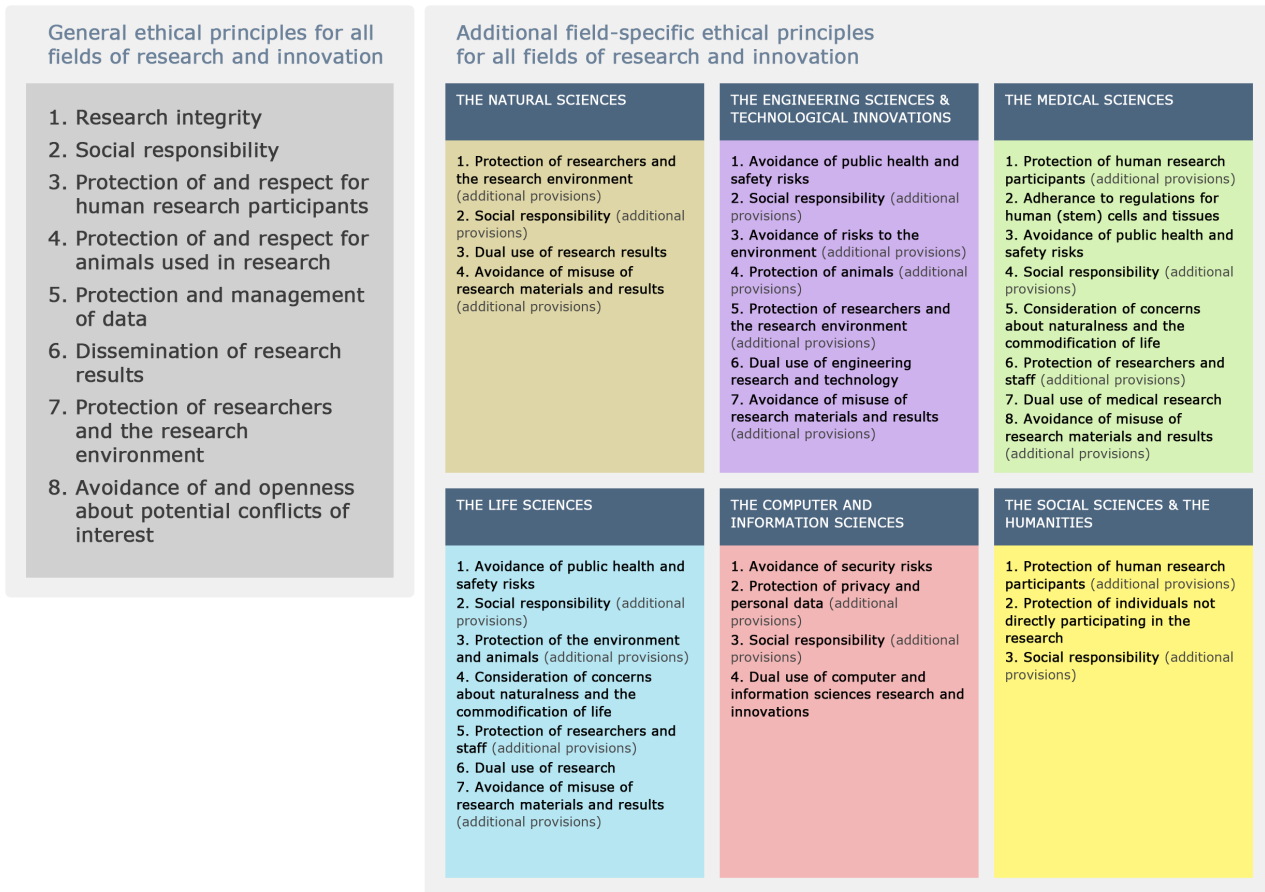 General ethical principles for all
fields of research and innovation
1. Research integrity
2. Social responsibility
3. Protection of and respect for
human research participants
4. Protection of and respect for
animals used in research
5. Protection and management
of data
6. Dissemination of research
results
7. Protection of researchers
and the research
environment
8. Avoidance of and openness
about potential conflicts of
interest
Additional field-specific ethical principles
for all fields of research and innovation
THE NATURAL SCIENCES
1. Protection of researchers and
the research environment
(additional provisions)
2. Social responsibility (additional
provisions)
3. Dual use of research results
4. Avoidance of misuse of
research materials and results
(additional provisions)
THE ENGINEERING SCIENCES &
TECHNOLOGICAL INNOVATIONS
1. Avoidance of public health and
safety risks
2. Social responsibility (additional
provisions)
3. Avoidance of risks to the
environment (additional provisions)
4. Protection of animals (additional
provisions)
5. Protection of researchers and
the research environment
(additional provisions)
6. Dual use of engineering
research and technology
7. Avoidance of misuse of
research materials and results
(additional provisions)
THE MEDICAL SCIENCES
1. Protection of human research
participants (additional provisions)
2. Adherence to regulations for
human (stem) cells and tissues
3. Avoidance of public health and
safety risks
4. Social responsibility (additional
provisions)
5. Consideration of concerns
about naturalness and the
commodification of life
6. Protection of researchers and
staff (additional provisions)
7. Dual use of medical research
8. Avoidance of misuse of
research materials and results
(additional provisions)
THE LIFE SCIENCES
1. Avoidance of public health and
safety risks
2. Social responsibility (additional
provisions)
3. Protection of the environment
and animals (additional provisions)
4. Consideration of concerns
about naturalness and the
commodification of life
5. Protection of researchers and
staff (additional provisions)
6. Dual use of research
7. Avoidance of misuse of
research materials and results
(additional provisions)
THE COMPUTER AND
INFORMATION SCIENCES
1. Avoidance of security risks
2. Protection of privacy and
personal data (additional
provisions)
3. Social responsibility (additional
provisions)
4. Dual use of computer and
information sciences research and
innovations
THE SOCIAL SCIENCES & THE
HUMANITIES
1. Protection of human research
participants (additional provisions)
2. Protection of individuals not
directly participating in the
research
3. Social responsibility (additional
provisions)